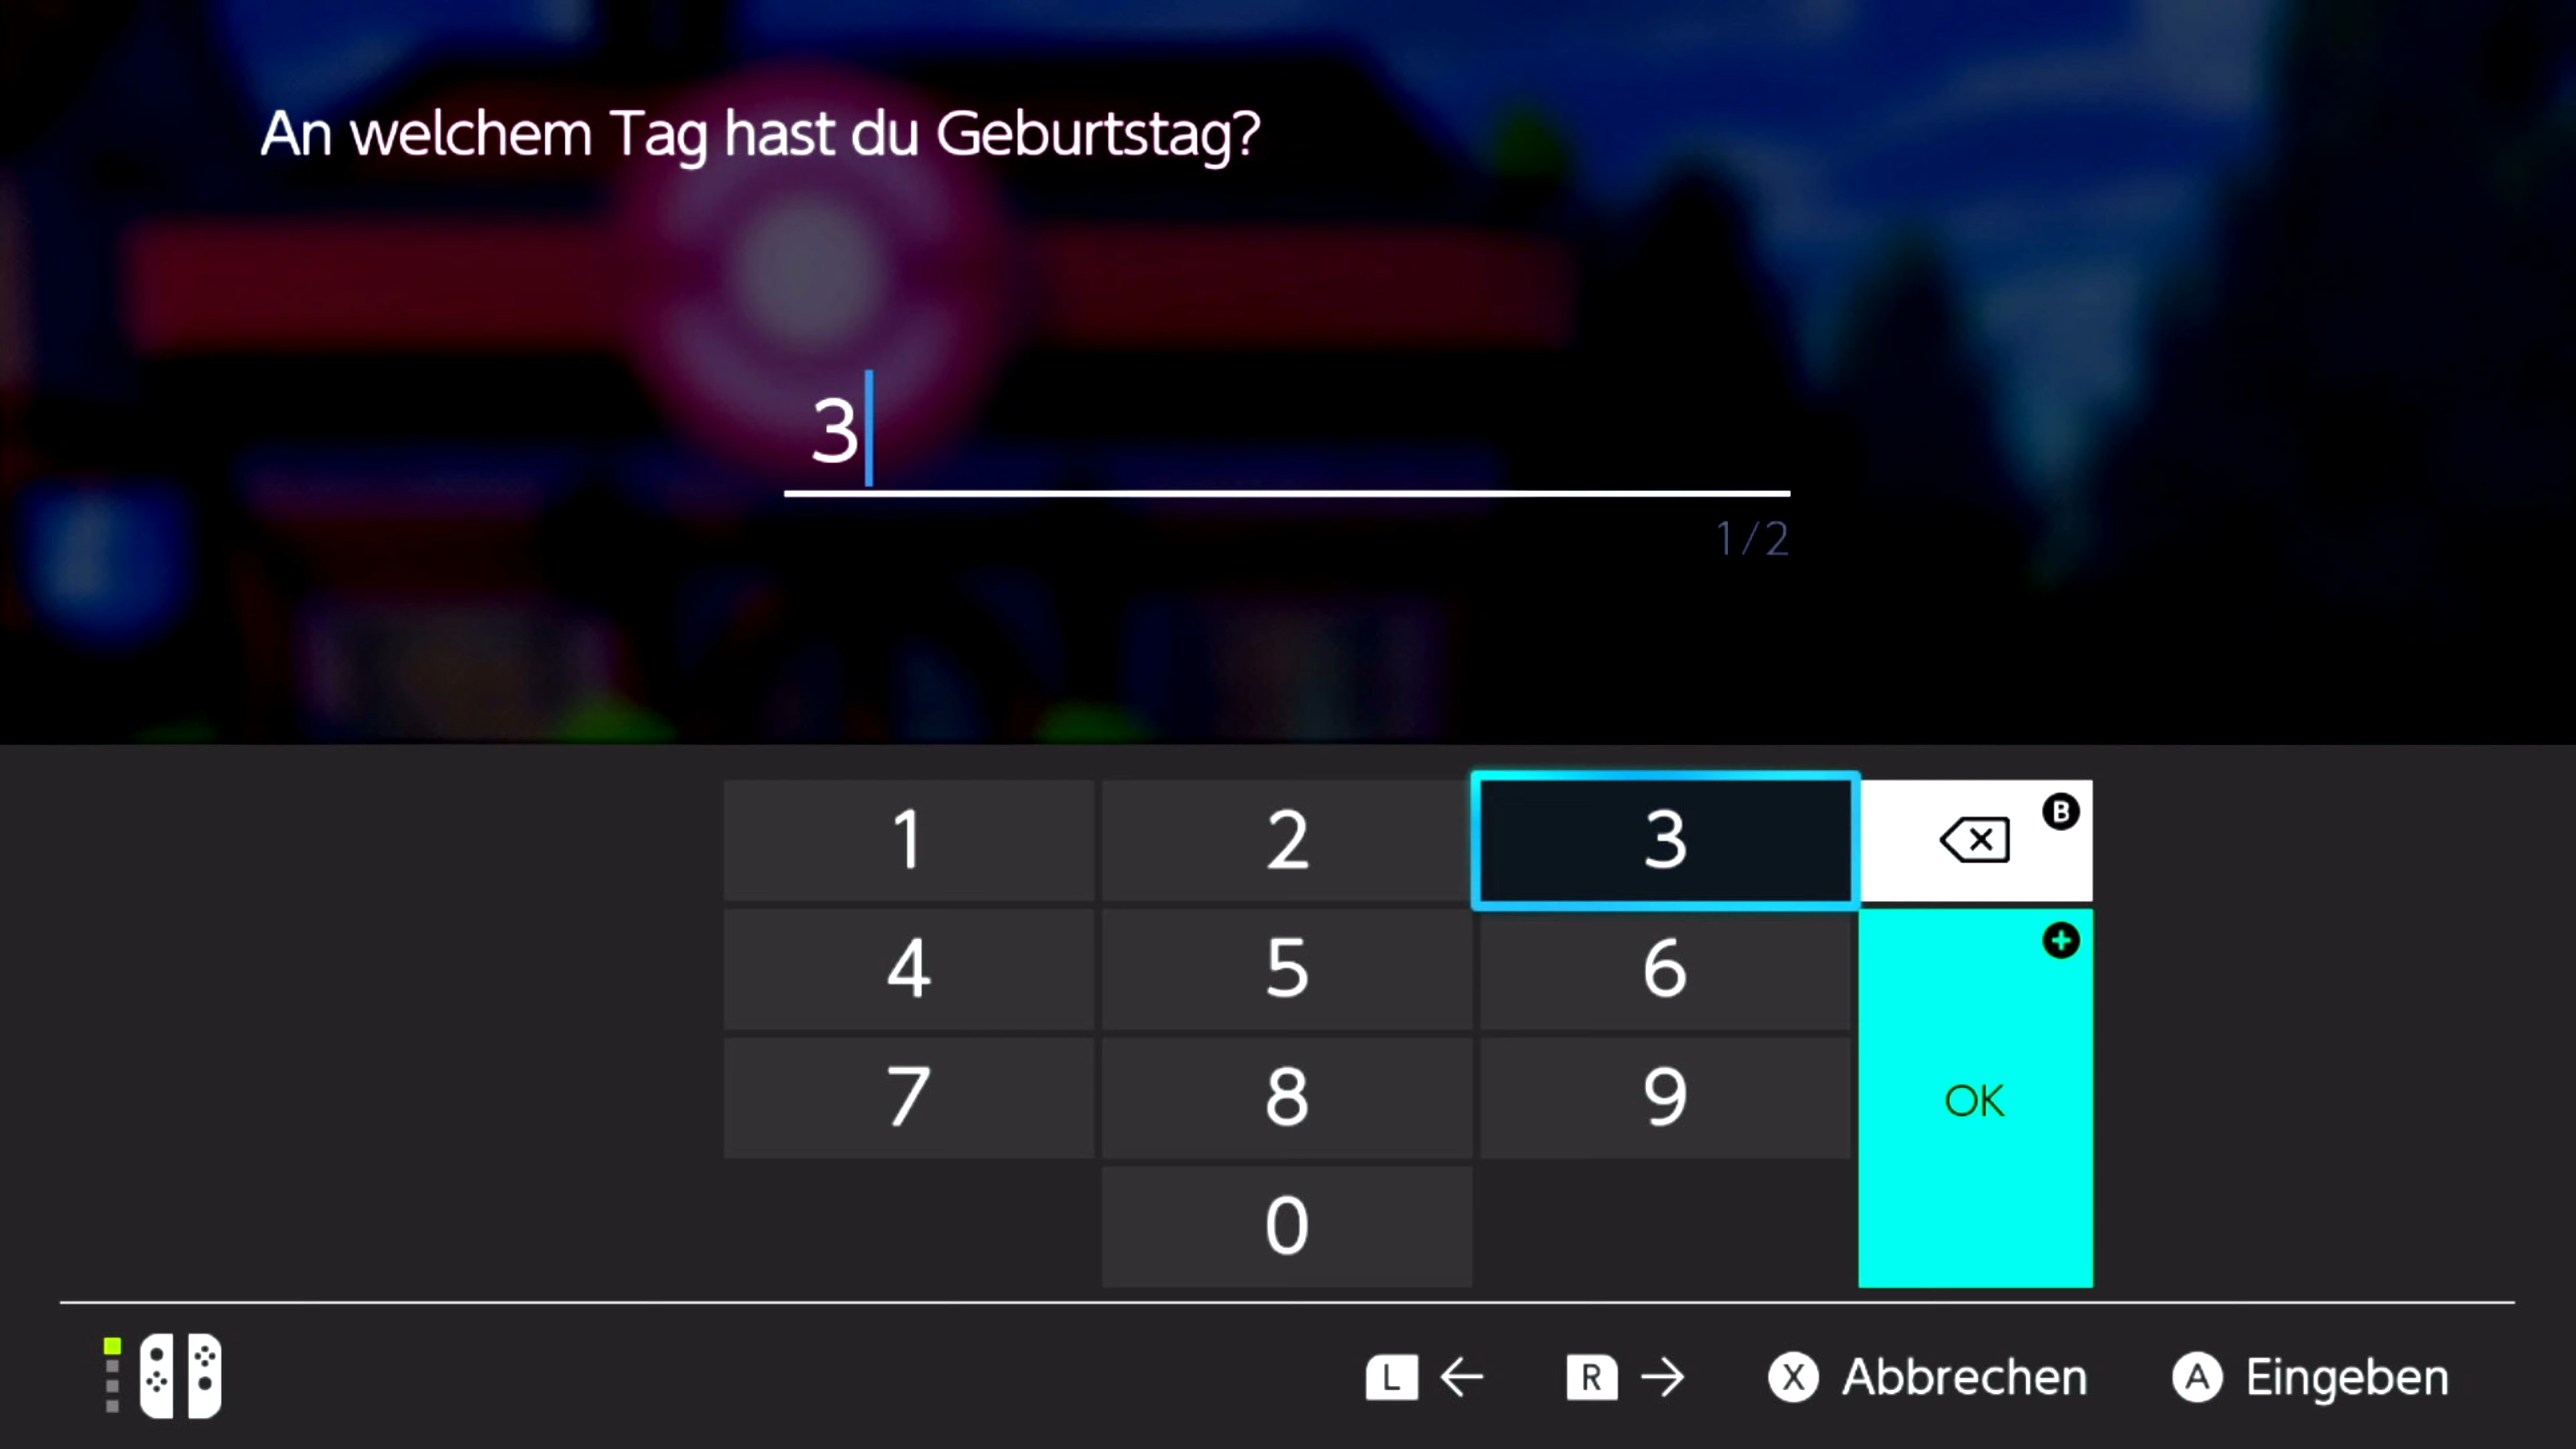 An welchem Tag hast du Geburtstag?
3
1/2
1 2 3 B
4 5 6 +
7 8 9 OK
0
L ← R → X Abbrechen A Eingeben